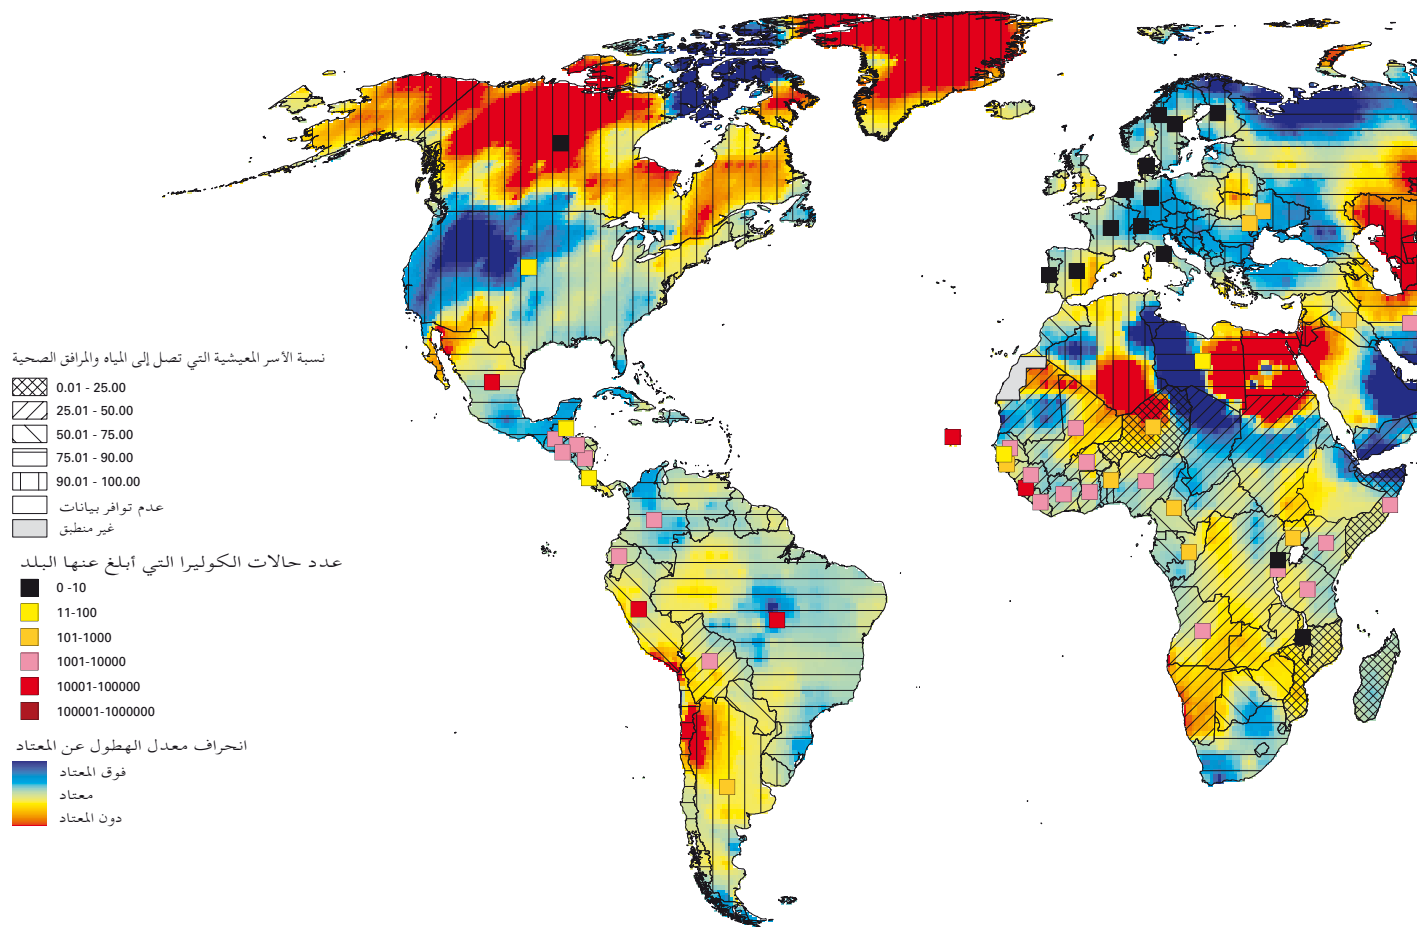 نسبة الأسر المعيشية التي تصل إلى المياه والمرافق الصحية
0.01 - 25.00
25.01 - 50.00
50.01 - 75.00
75.01 - 90.00
90.01 - 100.00
عدم توافر بيانات
غير منطبق
عدد حالات الكوليرا التي أبلغ عنها البلد
0 -10
11-100
101-1000
1001-10000
10001-100000
100001-1000000
انحراف معدل الهطول عن المعتاد
فوق المعتاد
معتاد
دون المعتاد